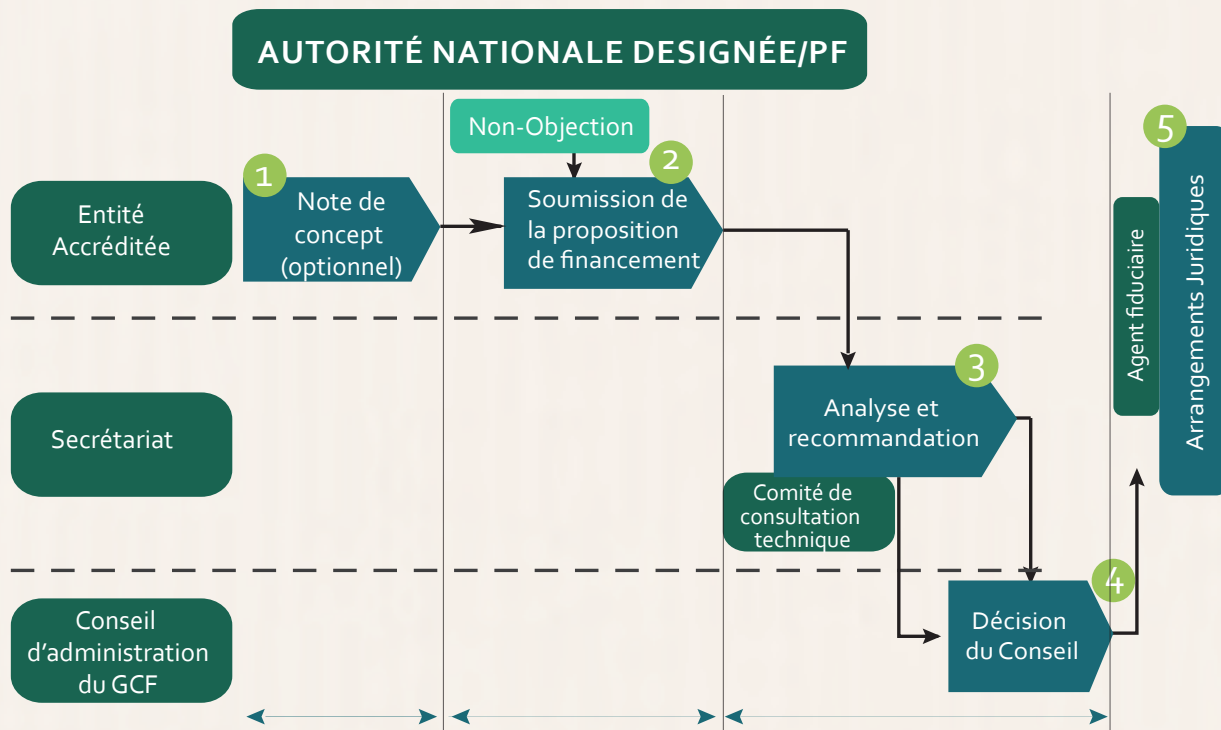 AUTORITÉ NATIONALE DESIGNÉE/PF
Non-Objection
1
2
5
Entité
Accréditée
Note de
concept
(optionnel)
Soumission de
la proposition
de financement
Agent fiduciaire
Arrangements Juridiques
3
Secrétariat
Analyse et
recommandation
Comité de
consultation
technique
4
Conseil
d'administration
du GCF
Décision
du Conseil